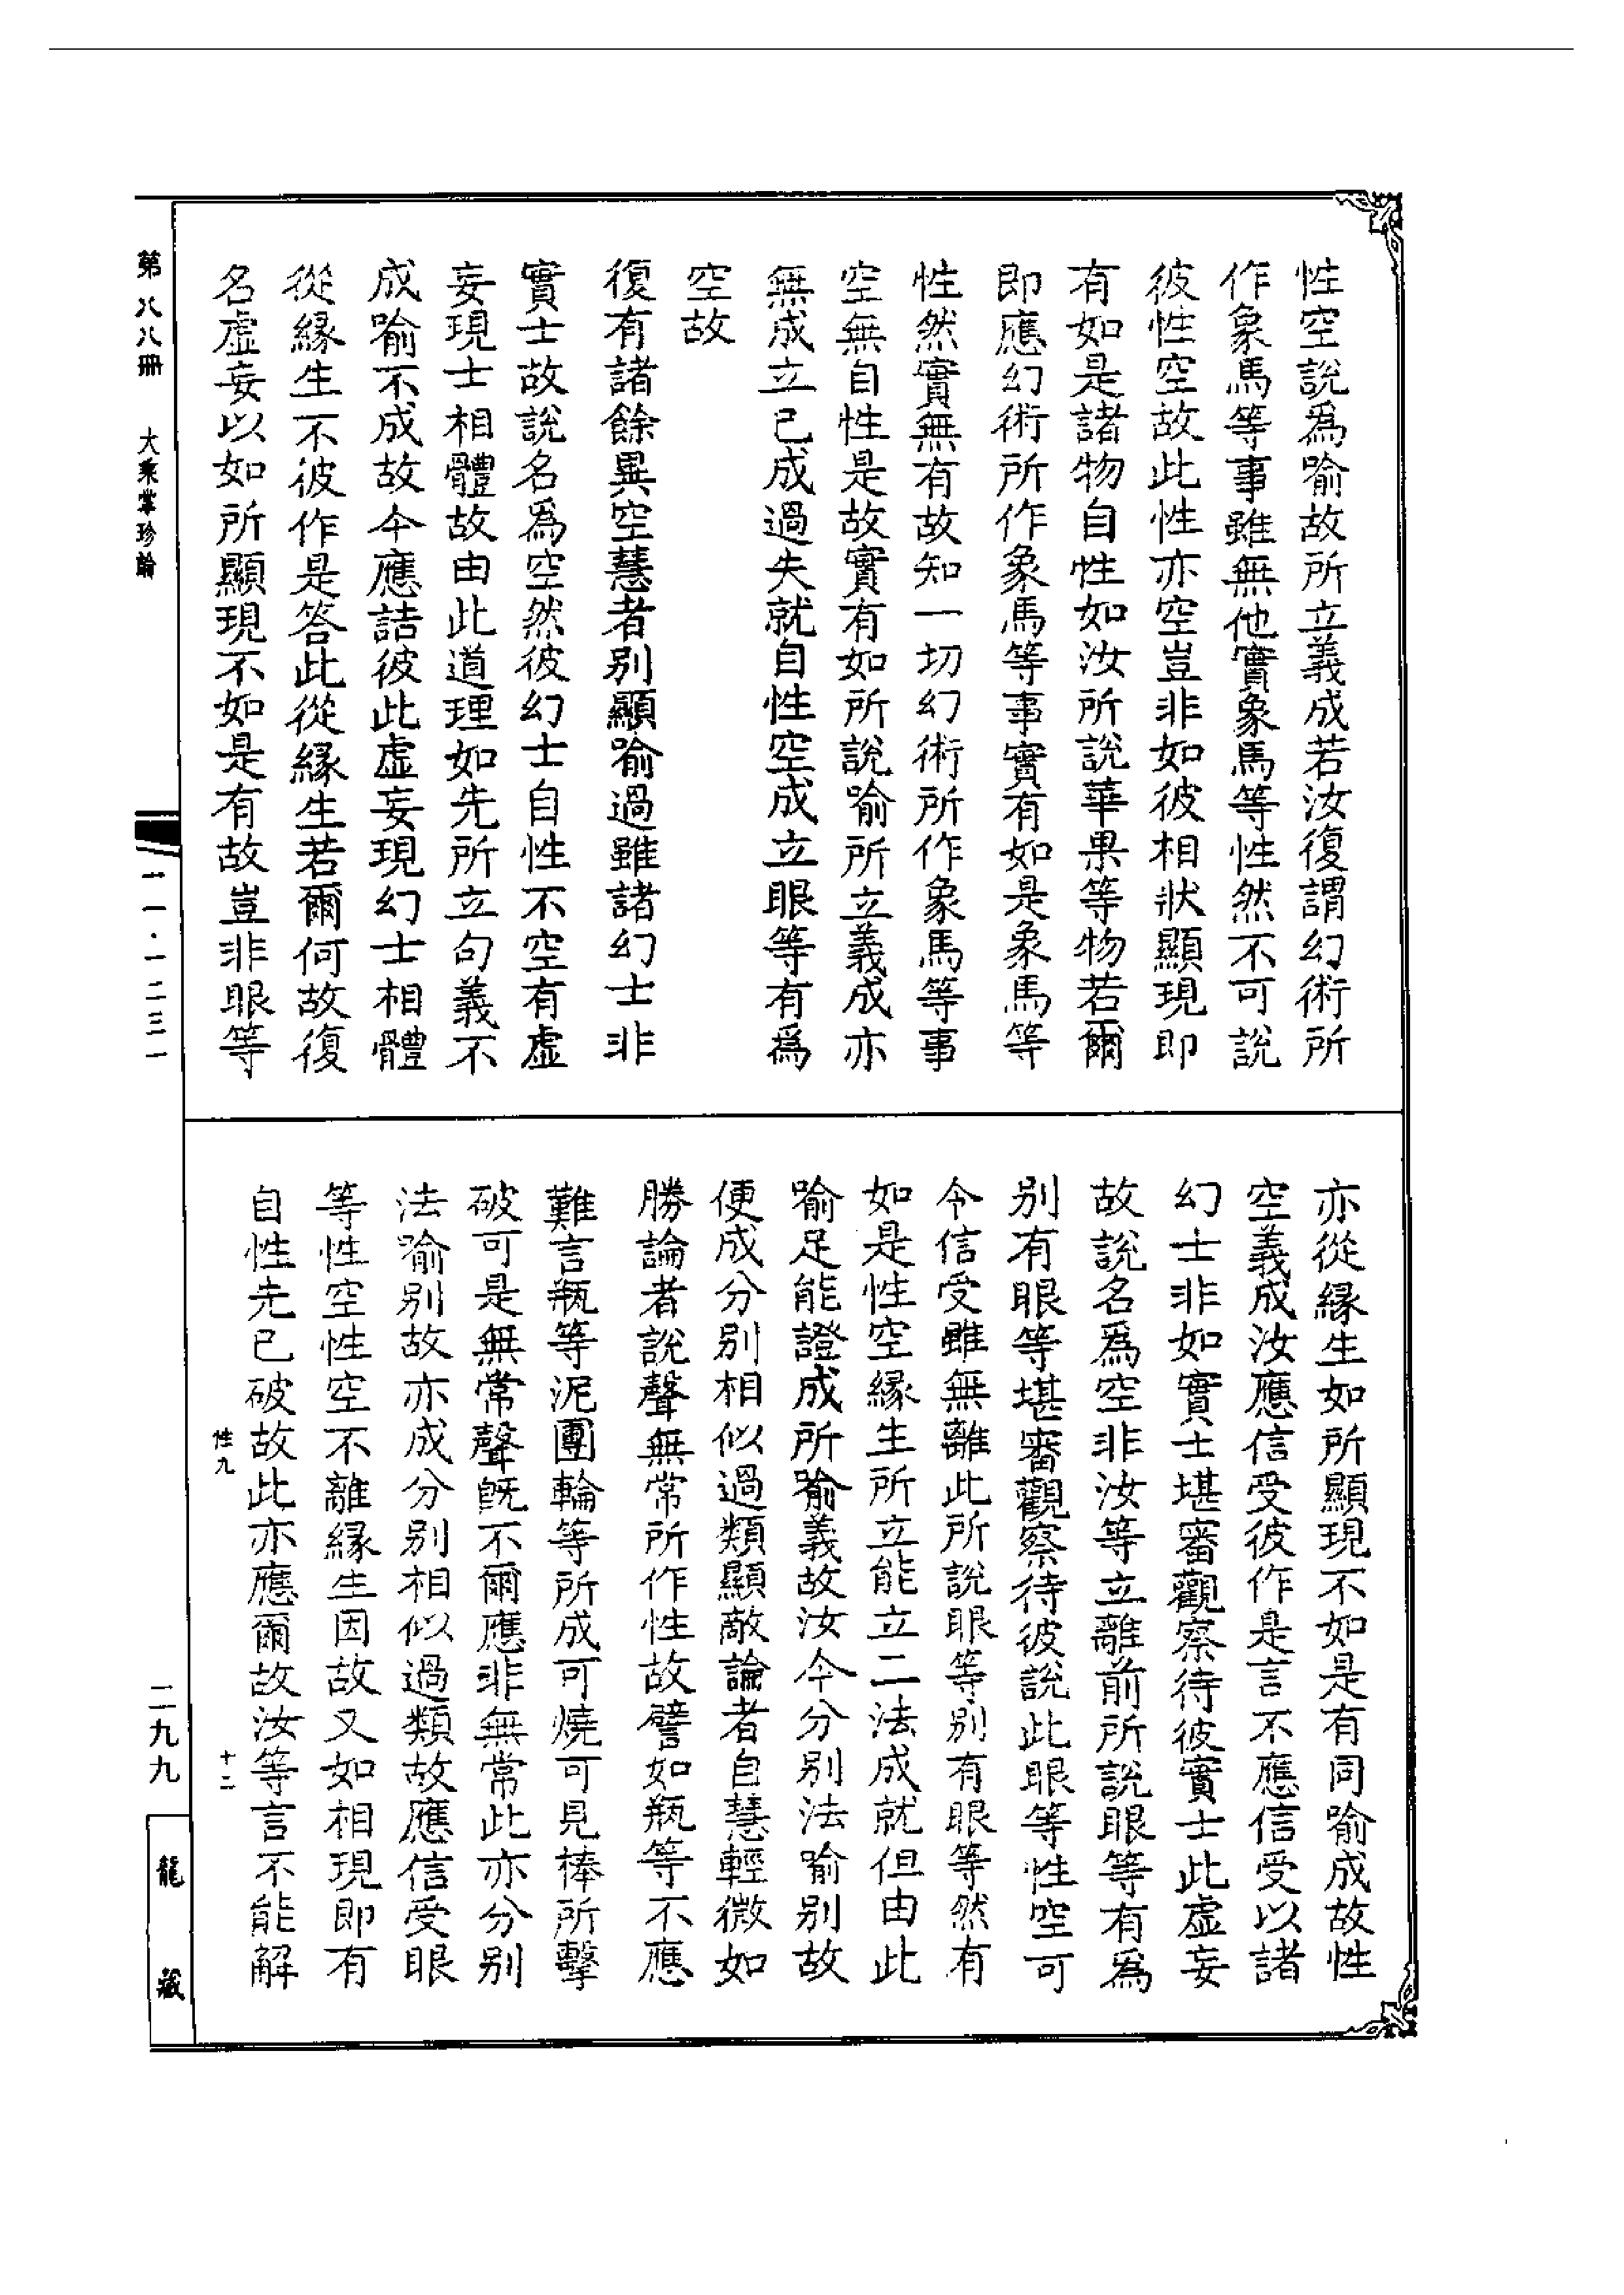 性空說爲喻故所立義成若汝復謂幻術所
作象馬等事雖無他實象馬等性然不可說
彼性空故此性亦空豈非如彼相狀顯現即
有如是諸物自性如汝所說華果等物若爾
即應幻術所作象馬等事實有如是象馬等
性然實無有故知一切幻術所作象馬等事
空無自性是故實有如所說喻所立義成亦
無成立已成過失就自性空成立眼等有爲
空故
復有諸餘異空慧者別顯喻過雖諸幻士非
實士故說名爲空然彼幻士自性不空有虛
妄現士相體故由此道理如先所立句義不
成喻不成故今應詰彼此虛妄現幻士相體
從緣生不彼作是答此從緣生若爾何故復
名虛妄以如所顯現不如是有故豈非眼等
亦從緣生如所顯現不如是有同喻成故性
空義成汝應信受彼作是言不應信受以諸
幻士非如實士堪審觀察待彼實士此虛妄
故說名爲空非汝等立離前所說眼等有爲
別有眼等堪審觀察待彼說此眼等性空可
令信受雖無離此所說眼等別有眼等然有
如是性空緣生所立能立二法成就但由此
喻足能證成所喻義故汝今分別法喻別故
便成分別相似過類顯敵論者自慧輕微如
勝論者說聲無常所作性故譬如瓶等不應
難言瓶等泥團輪等所成可燒可見棒所擊
破可是無常聲旣不爾應非無常此亦分別
法喻別故亦成分別相似過類故應信受眼
等性空性空不離緣生因故又如相現即有
自性先已破故此亦應爾故汝等言不能解
性九
十二
第八八冊
大乘掌珍論
一一·一二三一
二九九
龍藏